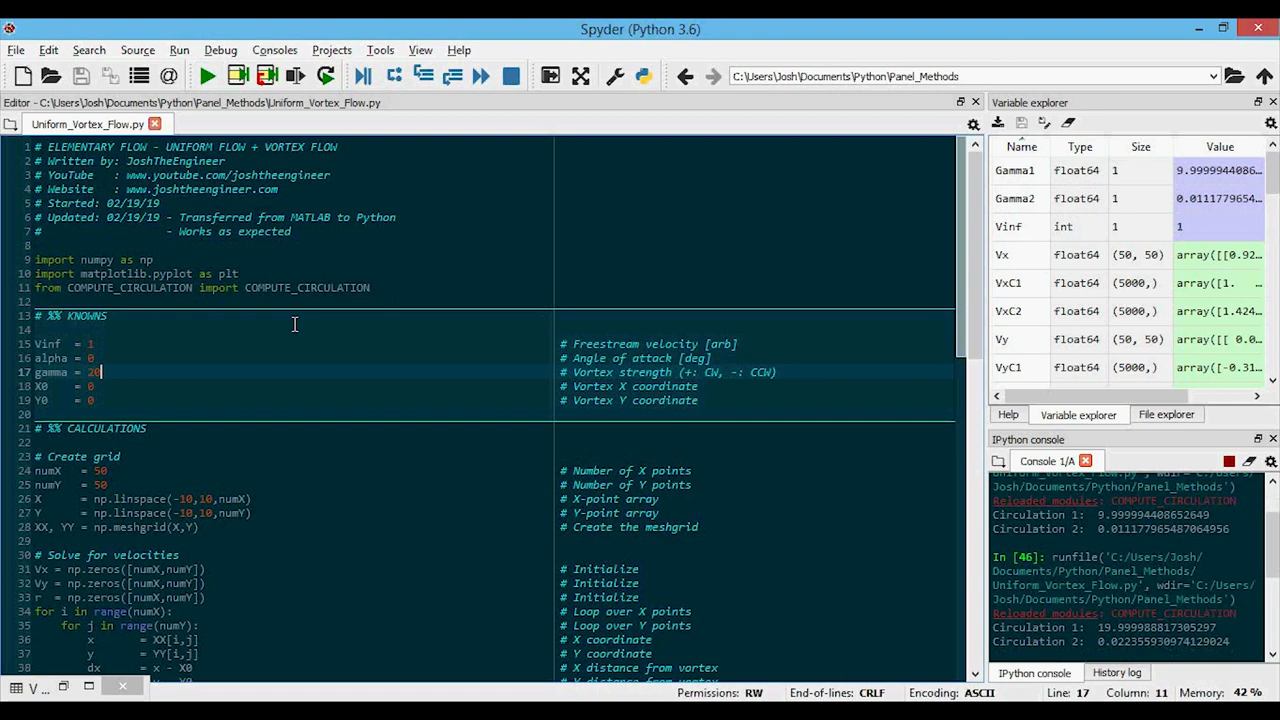 Spyder (Python 3.6)
File Edit Search Source Run Debug Consoles Projects Tools View Help
C:\Users\Josh\Documents\Python\Panel_Methods
Editor - C:\Users\Josh\Documents\Python\Panel_Methods\Uniform_Vortex_Flow.py
Uniform_Vortex_Flow.py
1 # ELEMENTARY FLOW - UNIFORM FLOW + VORTEX FLOW
2 # Written by: JoshTheEngineer
3 # YouTube : www.youtube.com/joshtheengineer
4 # Website : www.joshtheengineer.com
5 # Started: 02/19/19
6 # Updated: 02/19/19 - Transferred from MATLAB to Python
7 # - Works as expected
8
9 import numpy as np
10 import matplotlib.pyplot as plt
11 from COMPUTE_CIRCULATION import COMPUTE_CIRCULATION
12
13 # %% KNOWNS
14
15 Vinf = 1 # Freestream velocity [arb]
16 alpha = 0 # Angle of attack [deg]
17 gamma = 20 # Vortex strength (+: CW, -: CCW)
18 X0 = 0 # Vortex X coordinate
19 Y0 = 0 # Vortex Y coordinate
20
21 # %% CALCULATIONS
22
23 # Create grid
24 numX = 50 # Number of X points
25 numY = 50 # Number of Y points
26 X = np.linspace(-10,10,numX) # X-point array
27 Y = np.linspace(-10,10,numY) # Y-point array
28 XX, YY = np.meshgrid(X,Y) # Create the meshgrid
29
30 # Solve for velocities
31 Vx = np.zeros([numX,numY]) # Initialize
32 Vy = np.zeros([numX,numY]) # Initialize
33 r = np.zeros([numX,numY]) # Initialize
34 for i in range(numX): # Loop over X points
35 for j in range(numY): # Loop over Y points
36 x = XX[i,j] # X coordinate
37 y = YY[i,j] # Y coordinate
38 dx = x - X0 # X distance from vortex
V ...
Variable explorer
Name Type Size Value
Gamma1 float64 1 9.9999944086...
Gamma2 float64 1 0.0111779654...
Vinf int 1 1
Vx float64 (50, 50) array([[0.92...
VxC1 float64 (5000,) array([1. ...
VxC2 float64 (5000,) array([1.424...
Vy float64 (50, 50) array([[ 0.0...
VyC1 float64 (5000,) array([-0.31...
Help Variable explorer File explorer
IPython console
Console 1/A
Uniform_Vortex_Flow.py', wdir='C:/Users/
Josh/Documents/Python/Panel_Methods')
Reloaded modules: COMPUTE_CIRCULATION
Circulation 1: 9.999994408652649
Circulation 2: 0.011177965487064956
In [46]: runfile('C:/Users/Josh/
Documents/Python/Panel_Methods/
Uniform_Vortex_Flow.py', wdir='C:/Users/
Josh/Documents/Python/Panel_Methods')
Reloaded modules: COMPUTE_CIRCULATION
Circulation 1: 19.999988817305297
Circulation 2: 0.022355930974129024
IPython console History log
Permissions: RW End-of-lines: CRLF Encoding: ASCII Line: 17 Column: 11 Memory: 42 %